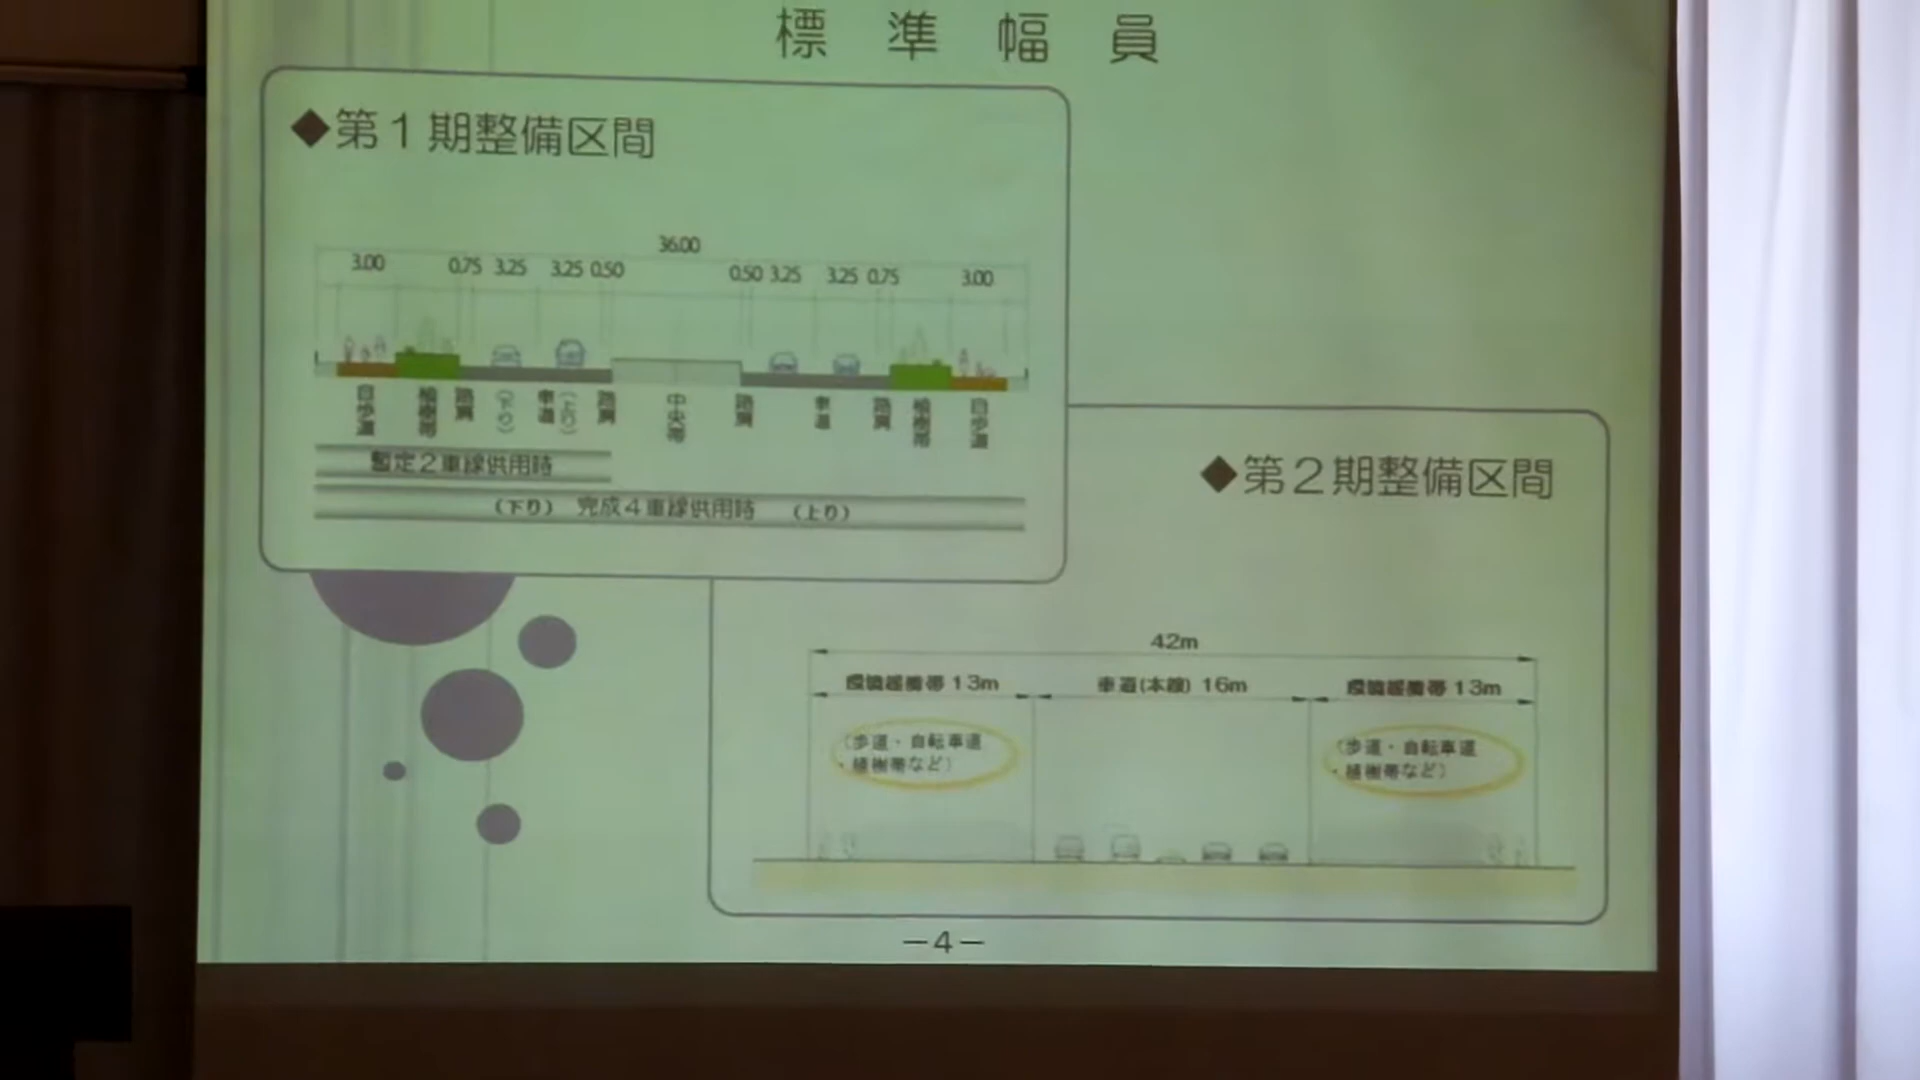 標準幅員
◆第1期整備区間
36.00
3.00 0.75 3.25 3.25 0.50 0.50 3.25 3.25 0.75 3.00
自歩道 植樹帯 路肩 (下り) 車道 (上り) 路肩 中央帯 路肩 車道 路肩 植樹帯 自歩道
暫定2車線供用時
(下り) 完成4車線供用時 (上り)
◆第2期整備区間
42m
環境緩衝帯 13m 車道(本線) 16m 環境緩衝帯 13m
(歩道・自転車道
・植樹帯など)
(歩道・自転車道
・植樹帯など)
－4－